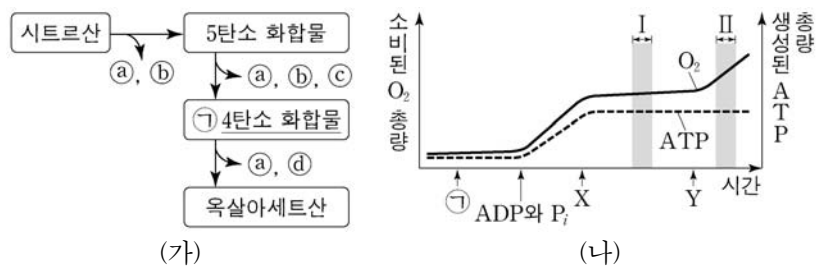 시트르산
5탄소 화합물
ⓐ, ⓑ
ⓐ, ⓑ, ⓒ
㉠ 4탄소 화합물
ⓐ, ⓓ
옥살아세트산
(가)
소비된 O₂ 총량
생성된 ATP 총량
Ⅰ
Ⅱ
O₂
ATP
㉠
ADP와 Pᵢ
X
Y
시간
(나)